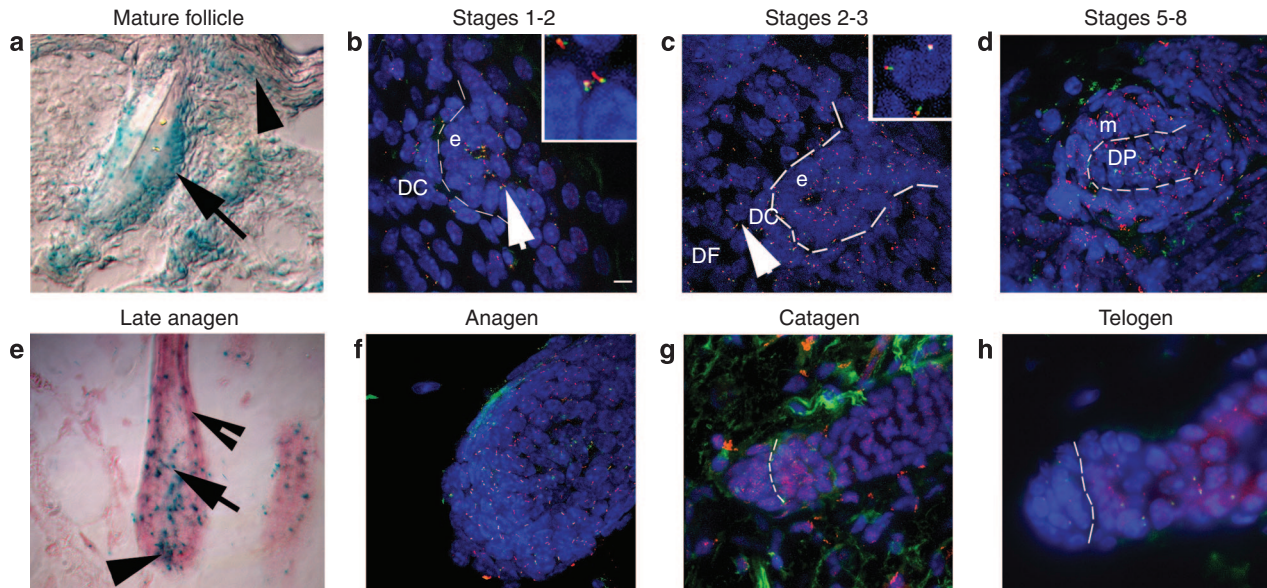 Mature follicle
Stages 1-2
Stages 2-3
Stages 5-8
a
b
c
d
e
DC
e
DC
DF
m
DP
Late anagen
Anagen
Catagen
Telogen
e
f
g
h